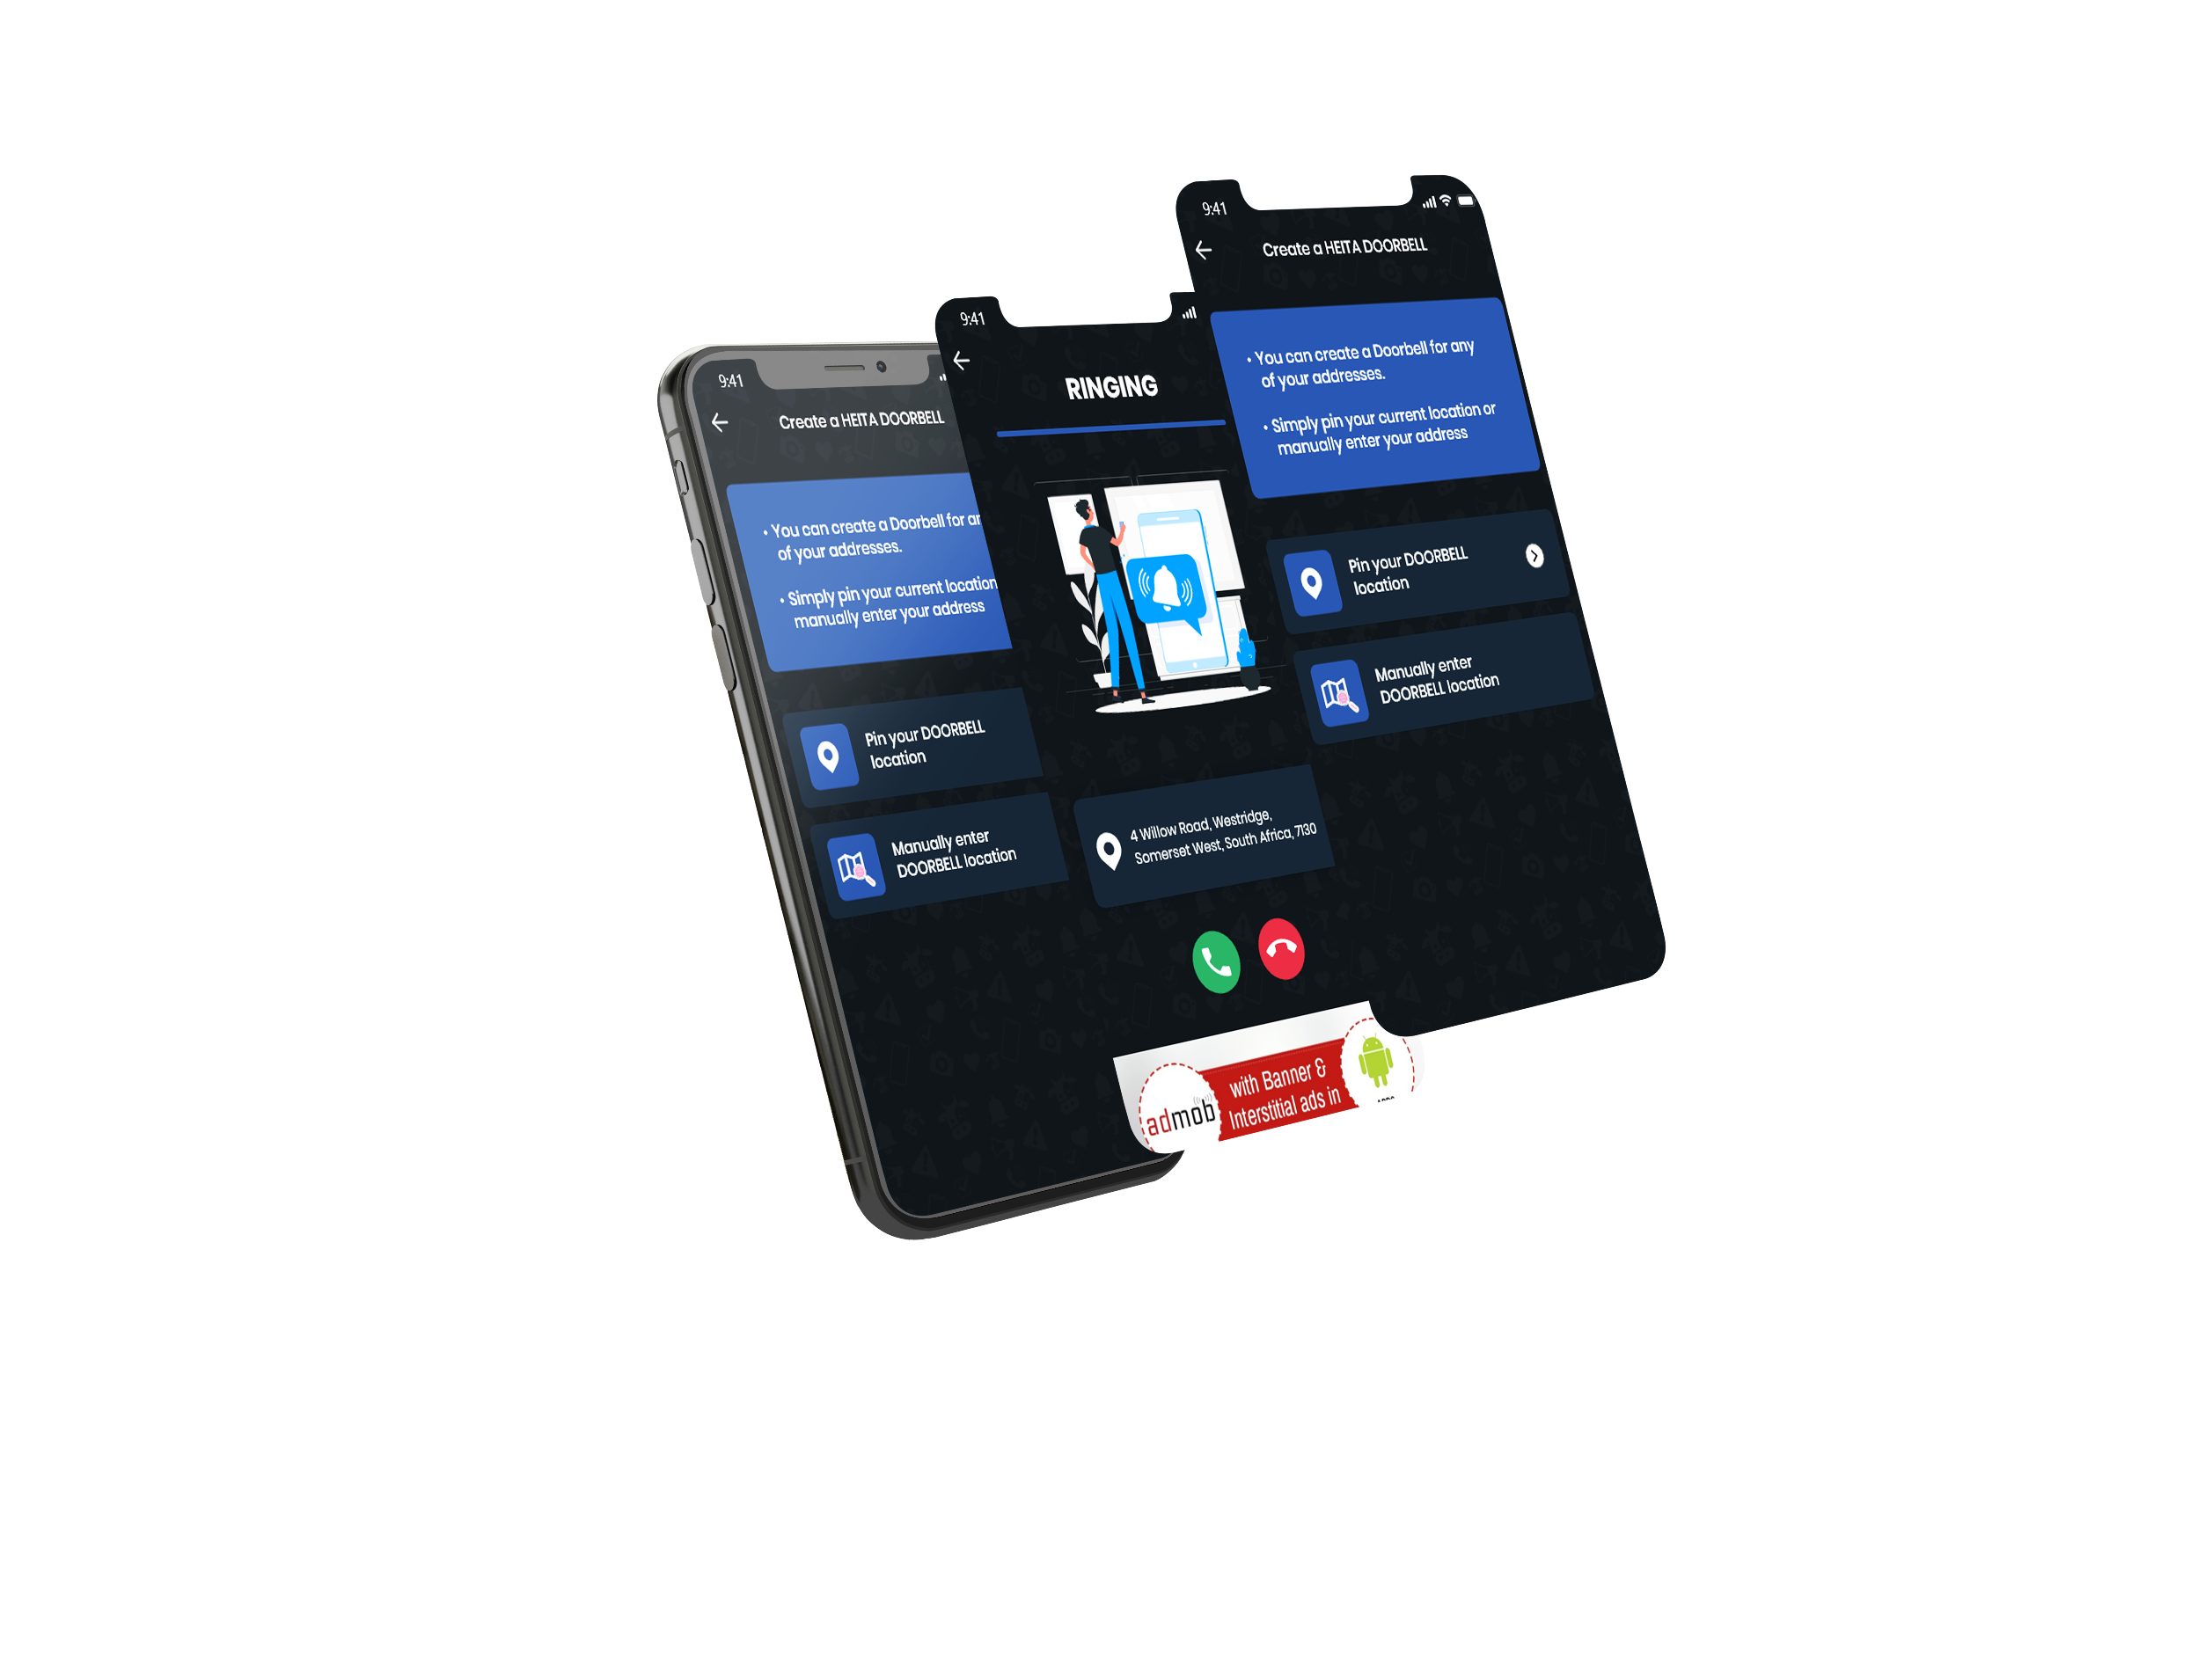 9:41
Create a HEITA DOORBELL
• You can create a Doorbell for an
of your addresses.
• Simply pin your current location
manually enter your address
Pin your DOORBELL
location
Manually enter
DOORBELL location
9:41
RINGING
4 Willow Road, Westridge,
Somerset West, South Africa, 7130
admob
with Banner &
Interstitial ads in
9:41
Create a HEITA DOORBELL
• You can create a Doorbell for any
of your addresses.
• Simply pin your current location or
manually enter your address
Pin your DOORBELL
location
Manually enter
DOORBELL location